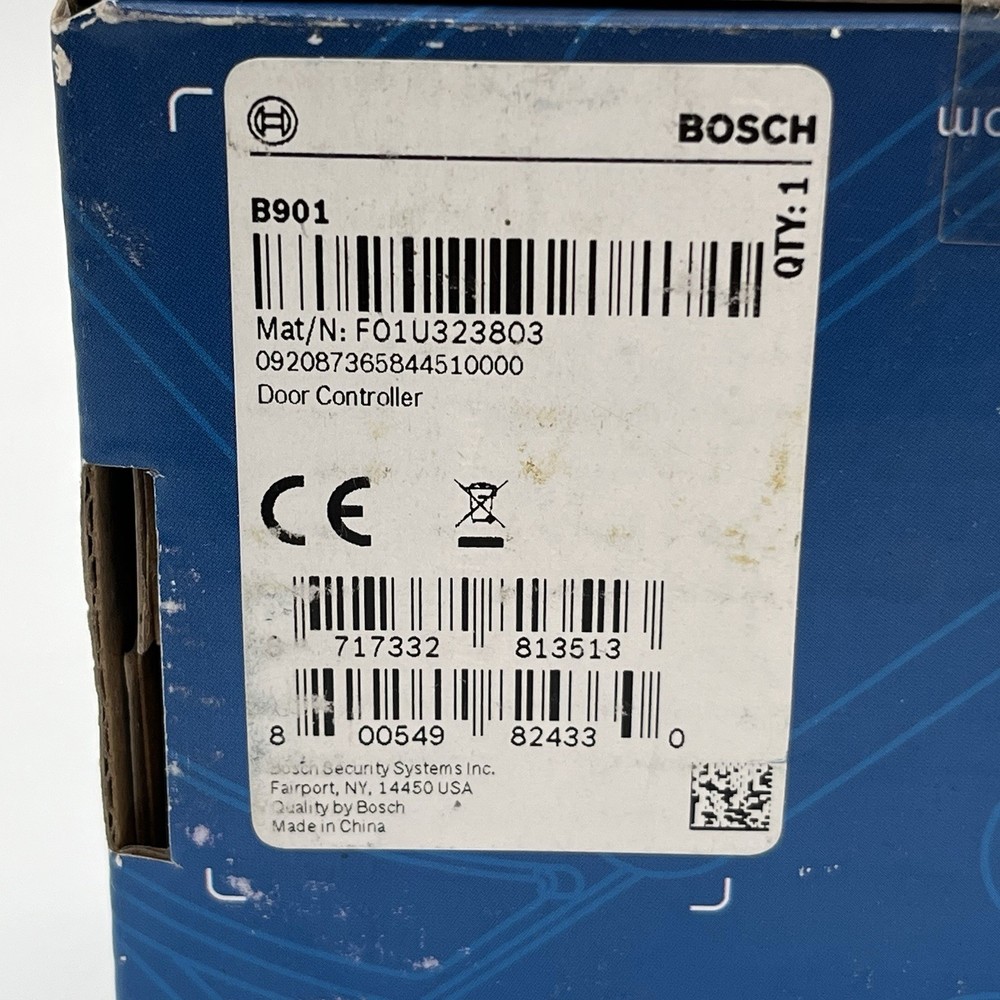 BOSCH
QTY: 1
B901
Mat/N: F01U323803
092087365844510000
Door Controller
CE
717332 813513
8 00549 82433 0
Bosch Security Systems Inc.
Fairport, NY, 14450 USA
Quality by Bosch
Made in China